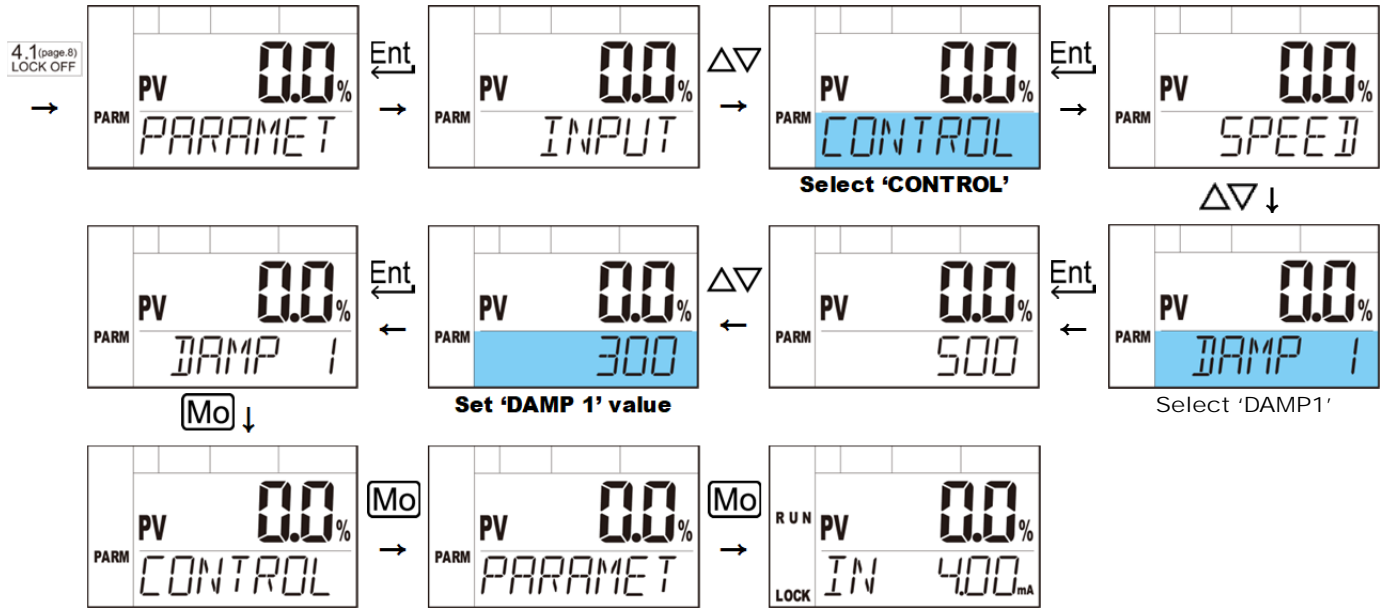 4.1(page.8)
LOCK OFF
→
PARM PV 0.0%
PARAMET
Ent
→
PARM PV 0.0%
INPUT
△▽
→
PARM PV 0.0%
CONTROL
Select ‘CONTROL’
Ent
→
PARM PV 0.0%
SPEED
△▽ ↓
PARM PV 0.0%
DAMP 1
Select ‘DAMP1’
Ent
←
PARM PV 0.0%
500
△▽
←
PARM PV 0.0%
300
Set ‘DAMP 1’ value
Ent
←
PARM PV 0.0%
DAMP 1
Mo ↓
PARM PV 0.0%
CONTROL
Mo
→
PARM PV 0.0%
PARAMET
Mo
→
RUN PV 0.0%
LOCK IN 4.00mA